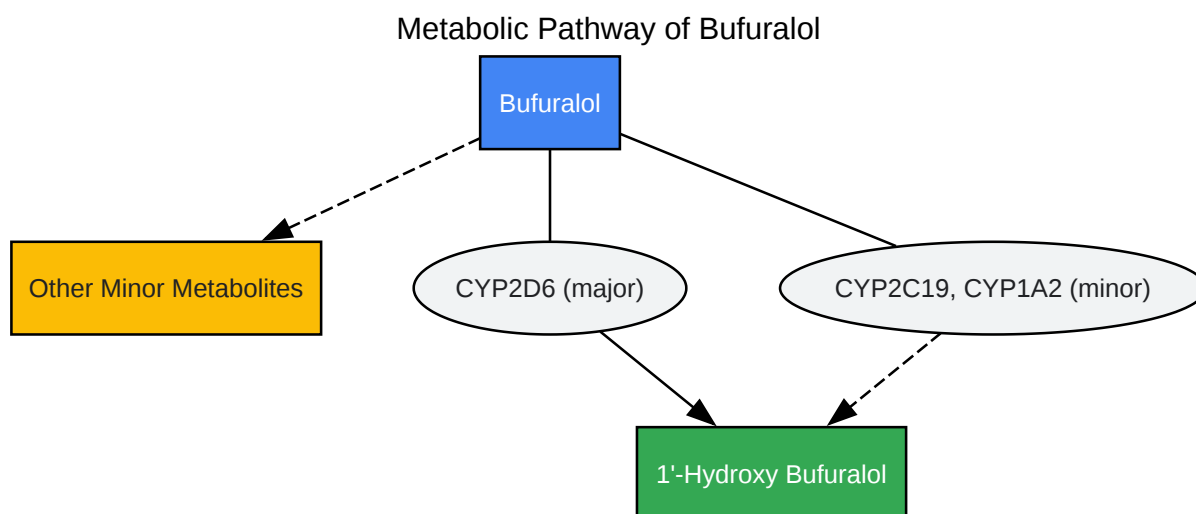 Metabolic Pathway of Bufuralol
Bufuralol
Other Minor Metabolites
CYP2D6 (major)
CYP2C19, CYP1A2 (minor)
1'-Hydroxy Bufuralol